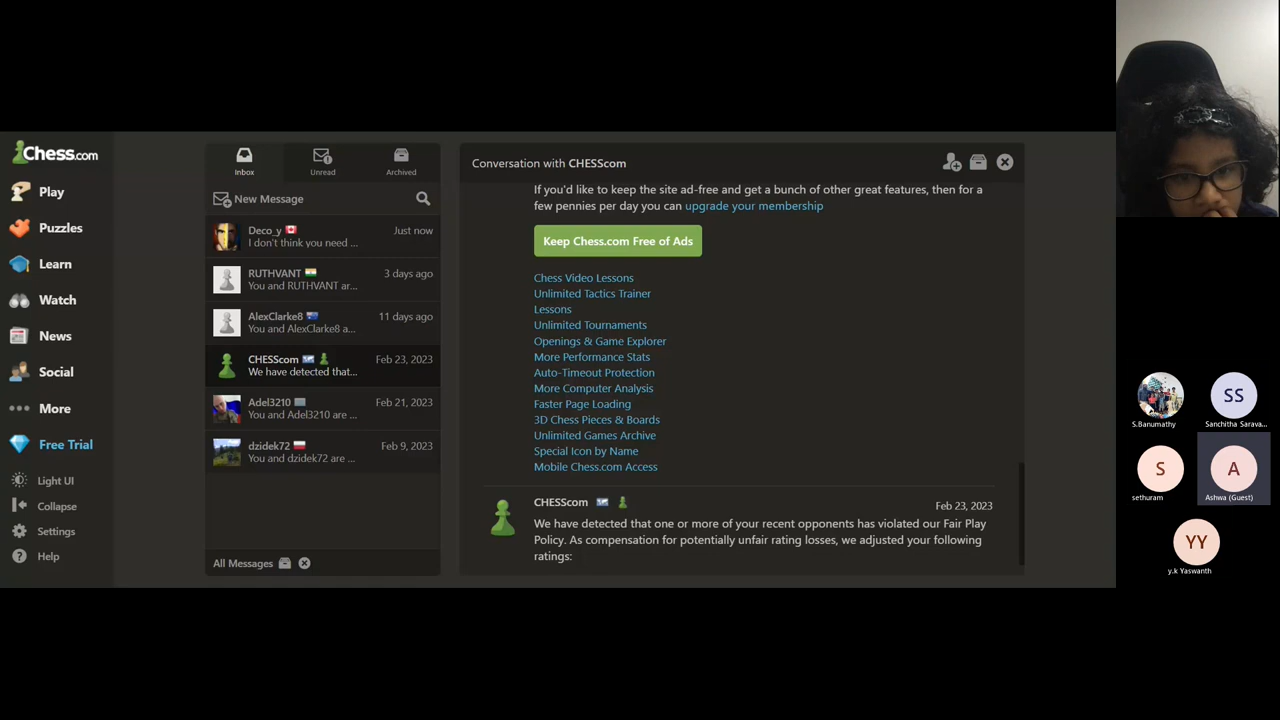 Chess.com
Play
Puzzles
Learn
Watch
News
Social
More
Free Trial
Light UI
Collapse
Settings
Help
Inbox
Unread
Archived
New Message
Deco_y
Just now
I don't think you need ...
RUTHVANT
3 days ago
You and RUTHVANT ar...
AlexClarke8
11 days ago
You and AlexClarke8 a...
CHESScom
Feb 23, 2023
We have detected that...
Adel3210
Feb 21, 2023
You and Adel3210 are ...
dzidek72
Feb 9, 2023
You and dzidek72 are ...
All Messages
Conversation with CHESScom
If you'd like to keep the site ad-free and get a bunch of other great features, then for a
few pennies per day you can upgrade your membership
Keep Chess.com Free of Ads
Chess Video Lessons
Unlimited Tactics Trainer
Lessons
Unlimited Tournaments
Openings & Game Explorer
More Performance Stats
Auto-Timeout Protection
More Computer Analysis
Faster Page Loading
3D Chess Pieces & Boards
Unlimited Games Archive
Special Icon by Name
Mobile Chess.com Access
CHESScom
Feb 23, 2023
We have detected that one or more of your recent opponents has violated our Fair Play
Policy. As compensation for potentially unfair rating losses, we adjusted your following
ratings:
S.Banumathy
SS
Sanchitha Sarava...
S
sethuram
A
Ashwa (Guest)
YY
y.k Yaswanth